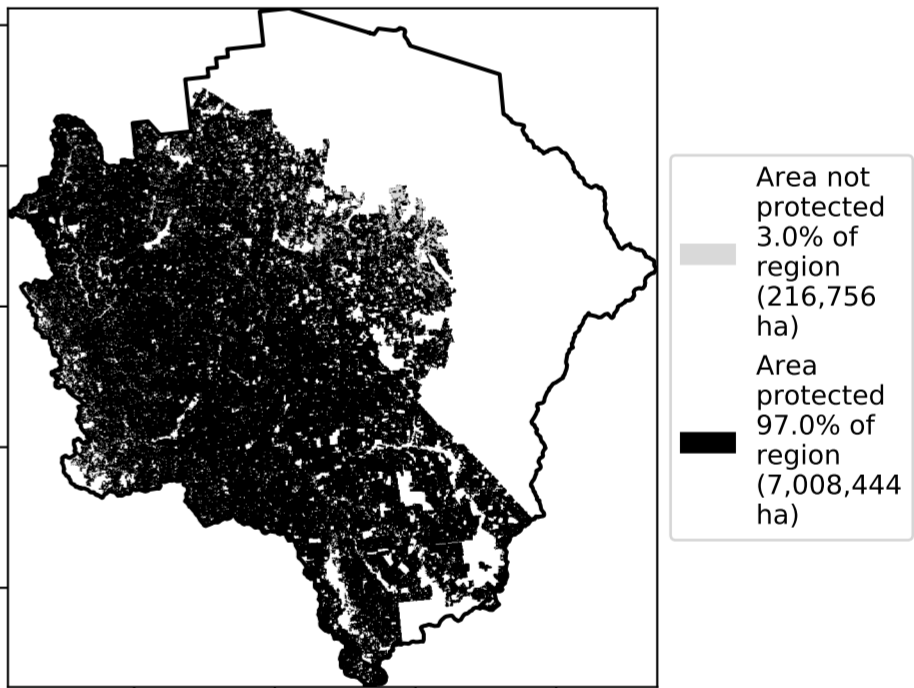 Area not
protected
3.0% of
region
(216,756
ha)
Area
protected
97.0% of
region
(7,008,444
ha)